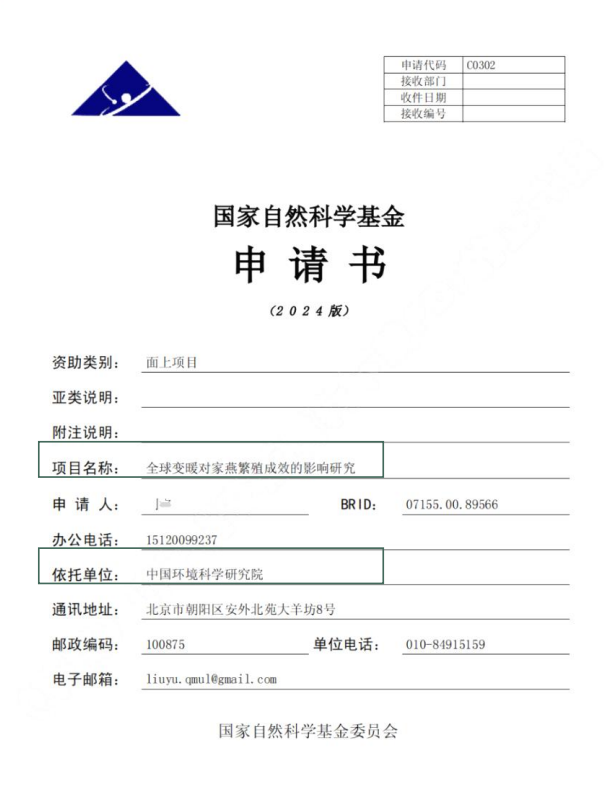 申请代码 C0302
接收部门
收件日期
接收编号
国家自然科学基金
申请书
（2024版）
资助类别： 面上项目
亚类说明：
附注说明：
项目名称： 全球变暖对家燕繁殖成效的影响研究
申 请 人： BRID： 07155.00.89566
办公电话： 15120099237
依托单位： 中国环境科学研究院
通讯地址： 北京市朝阳区安外北苑大羊坊8号
邮政编码： 100875 单位电话： 010-84915159
电子邮箱： liuyu.qmul@gmail.com
国家自然科学基金委员会